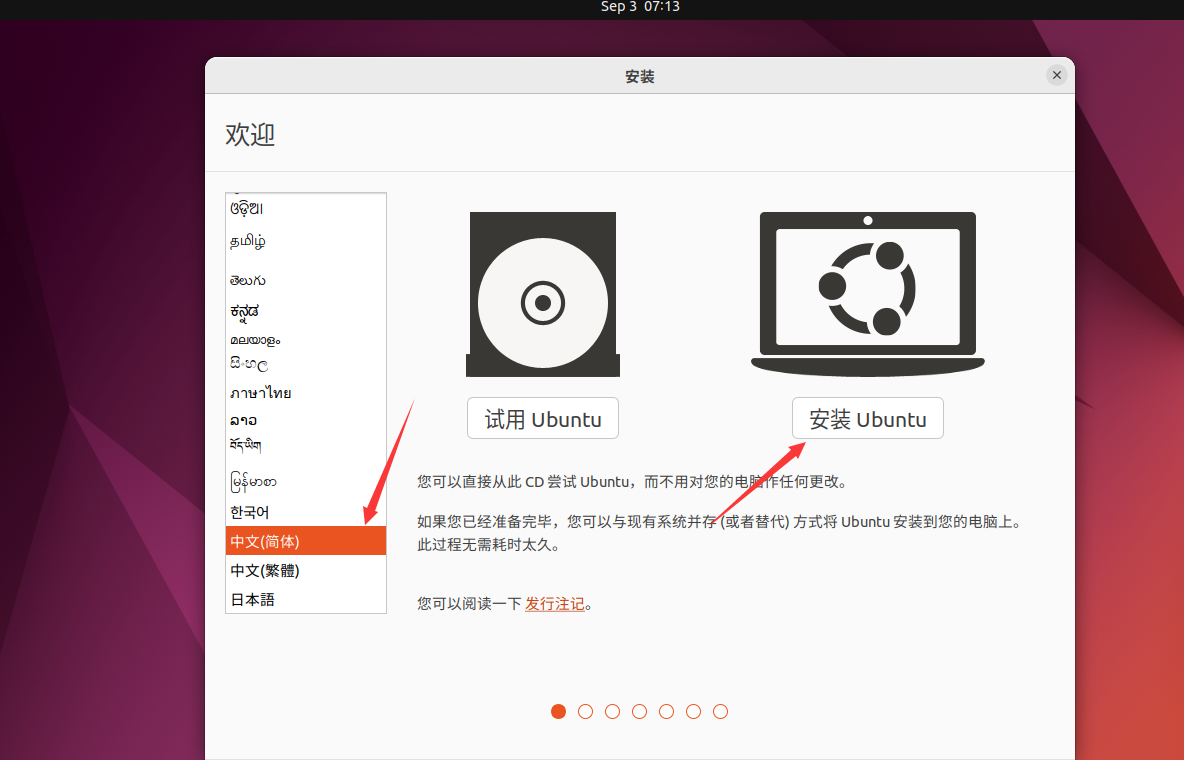 Sep 3 07:13
安装
欢迎
ଓଡ଼ିଆ
தமிழ்
తెలుగు
ಕನ್ನಡ
മലയാളം
සිංහල
ภาษาไทย
ລາວ
བོད་ཡིག
မြန်မာစာ
한국어
中文(简体)
中文(繁體)
日本語
试用 Ubuntu
安装 Ubuntu
您可以直接从此 CD 尝试 Ubuntu，而不用对您的电脑作任何更改。
如果您已经准备完毕，您可以与现有系统并存 (或者替代) 方式将 Ubuntu 安装到您的电脑上。
此过程无需耗时太久。
您可以阅读一下 发行注记。